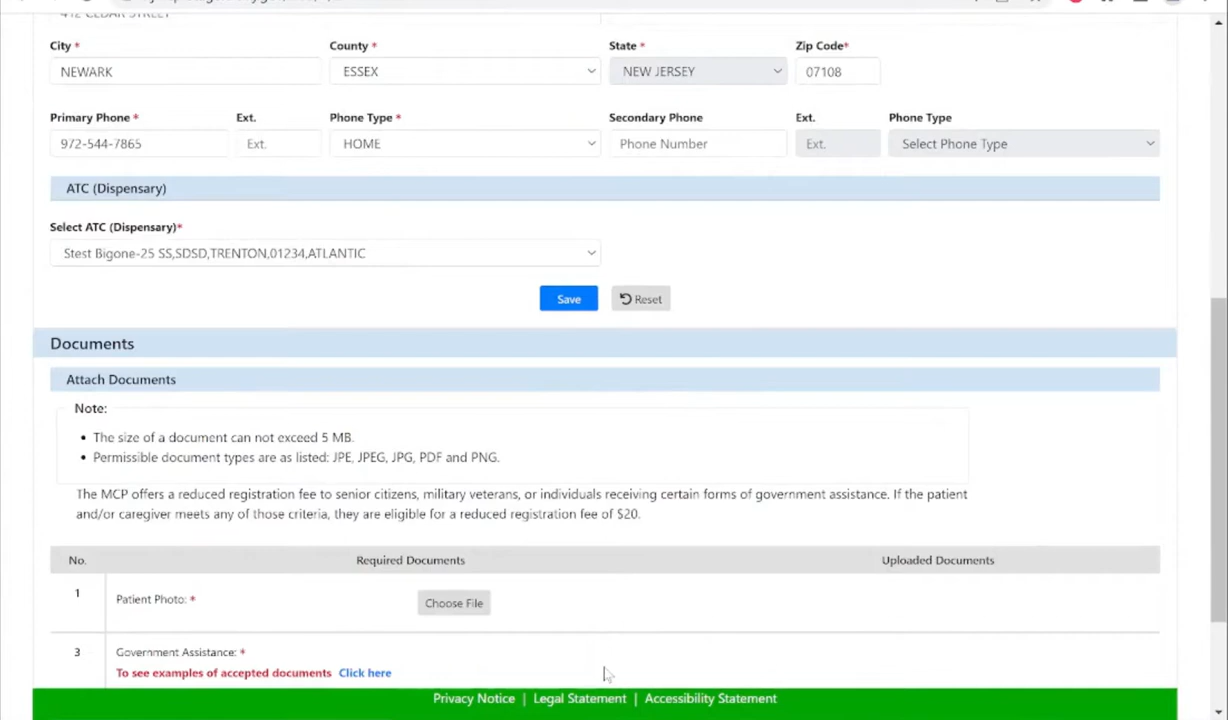 412 CEDAR STREET
City * County * State * Zip Code*
NEWARK ESSEX NEW JERSEY 07108
Primary Phone * Ext. Phone Type * Secondary Phone Ext. Phone Type
972-544-7865 Ext. HOME Phone Number Ext. Select Phone Type
ATC (Dispensary)
Select ATC (Dispensary)*
Stest Bigone-25 SS,SDSD,TRENTON,01234,ATLANTIC
Save Reset
Documents
Attach Documents
Note:
• The size of a document can not exceed 5 MB.
• Permissible document types are as listed: JPE, JPEG, JPG, PDF and PNG.
The MCP offers a reduced registration fee to senior citizens, military veterans, or individuals receiving certain forms of government assistance. If the patient
and/or caregiver meets any of those criteria, they are eligible for a reduced registration fee of $20.
No. Required Documents Uploaded Documents
1 Patient Photo: * Choose File
3 Government Assistance: *
To see examples of accepted documents Click here
Privacy Notice | Legal Statement | Accessibility Statement